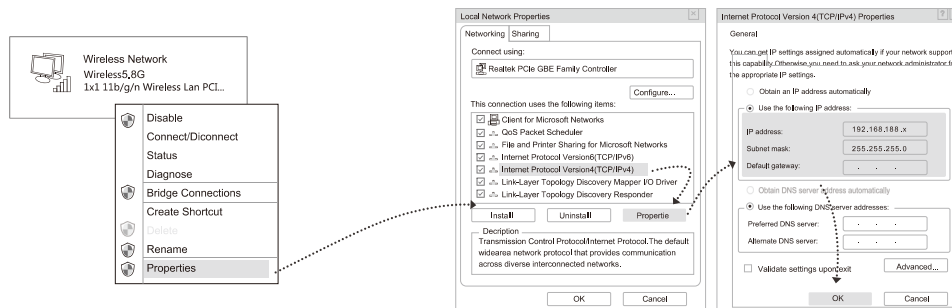 Wireless Network
Wireless5.8G
1x1 11b/g/n Wireless Lan PCI...
Disable
Connect/Diconnect
Status
Diagnose
Bridge Connections
Create Shortcut
Delete
Rename
Properties
Local Network Properties
Networking Sharing
Connect using:
Realtek PCIe GBE Family Controller
Configure...
This connection uses the following items:
Client for Microsoft Networks
QoS Packet Scheduler
File and Printer Sharing for Microsoft Networks
Internet Protocol Version6(TCP/IPv6)
Internet Protocol Version4(TCP/IPv4)
Link-Layer Topology Discovery Mapper I/O Driver
Link-Layer Topology Discovery Responder
Install Uninstall Propertie
Decription
Transmission Control Protocol/Internet Protocol.The default
widearea network protocol that provides communication
across diverse interconnected networks.
OK Cancel
Internet Protocol Version 4(TCP/IPv4) Properties ?
General
You.can.get IP settings assigned automatically if your network support
this capability.Otherwise you need to ask your network administrator
the appropriate IP settings.
Obtain an IP address automatically
Use the following IP address:
IP address: 192.168.188.x
Subnet mask: 255.255.255.0
Default gateway: . . .
Obtain DNS server address automatically
Use the following DNS server addresses:
Preferred DNS server: . . .
Alternate DNS server: . . .
Validate settings upon exit Advanced...
OK Cancel